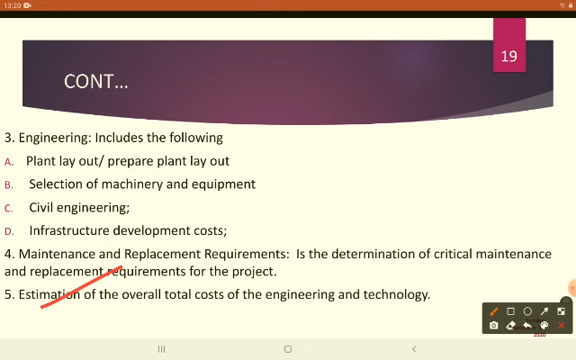 13:20
19
CONT...
3. Engineering: Includes the following
A. Plant lay out/ prepare plant lay out
B. Selection of machinery and equipment
C. Civil engineering;
D. Infrastructure development costs;
4. Maintenance and Replacement Requirements: Is the determination of critical maintenance
and replacement requirements for the project.
5. Estimation of the overall total costs of the engineering and technology.
2020